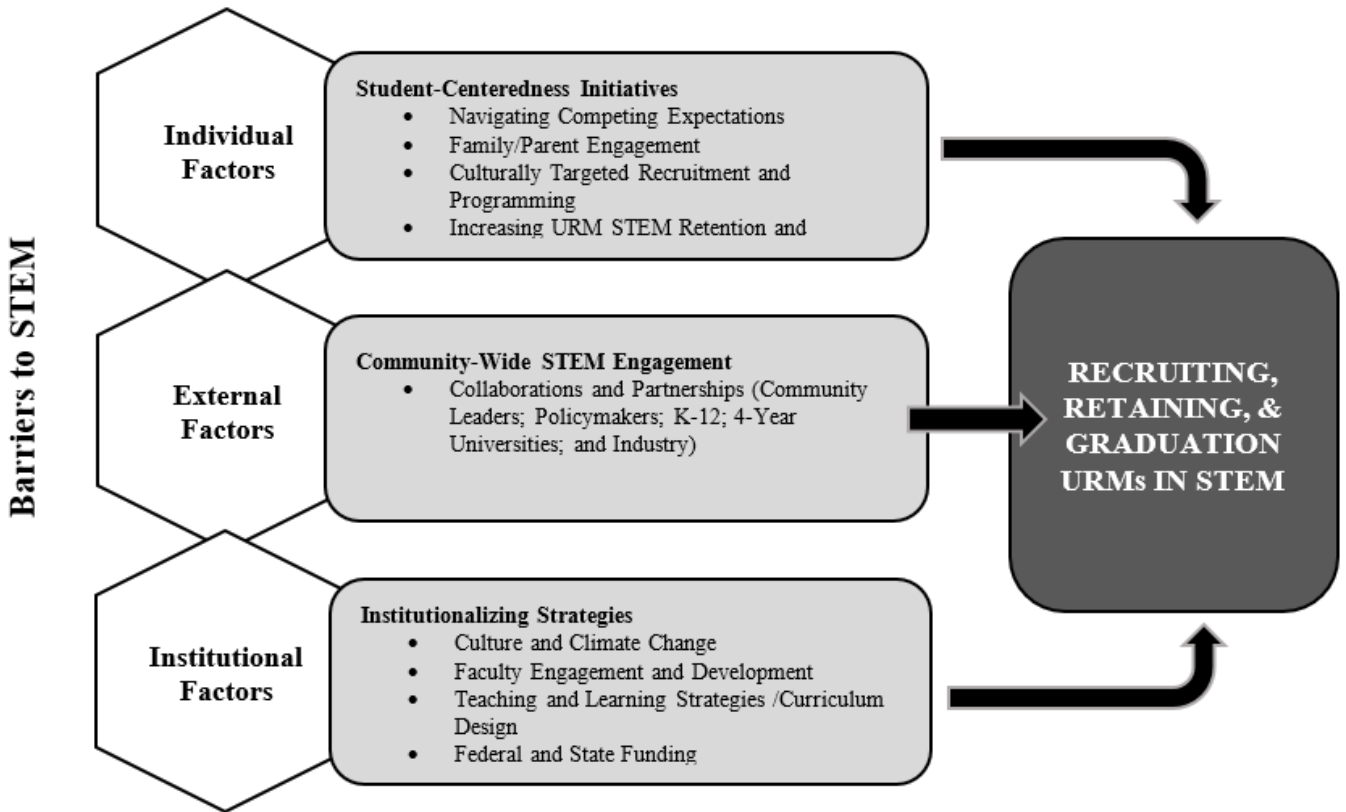 Barriers to STEM
Individual
Factors
Student-Centeredness Initiatives
• Navigating Competing Expectations
• Family/Parent Engagement
• Culturally Targeted Recruitment and
Programming
• Increasing URM STEM Retention and
External
Factors
Community-Wide STEM Engagement
• Collaborations and Partnerships (Community
Leaders; Policymakers; K-12; 4-Year
Universities; and Industry)
Institutional
Factors
Institutionalizing Strategies
• Culture and Climate Change
• Faculty Engagement and Development
• Teaching and Learning Strategies /Curriculum
Design
• Federal and State Funding
RECRUITING,
RETAINING, &
GRADUATION
URMs IN STEM